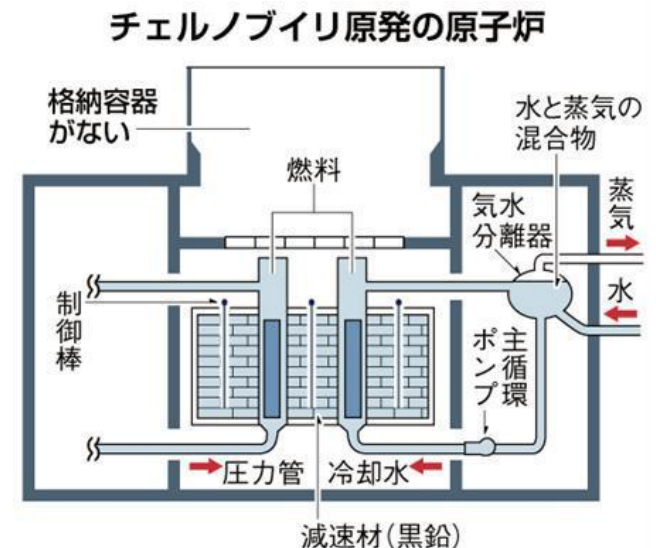 チェルノブイリ原発の原子炉
格納容器
がない
水と蒸気の
混合物
燃料
蒸気
気水
分離器
水
制御棒
主循環
ポンプ
圧力管
冷却水
減速材(黒鉛)